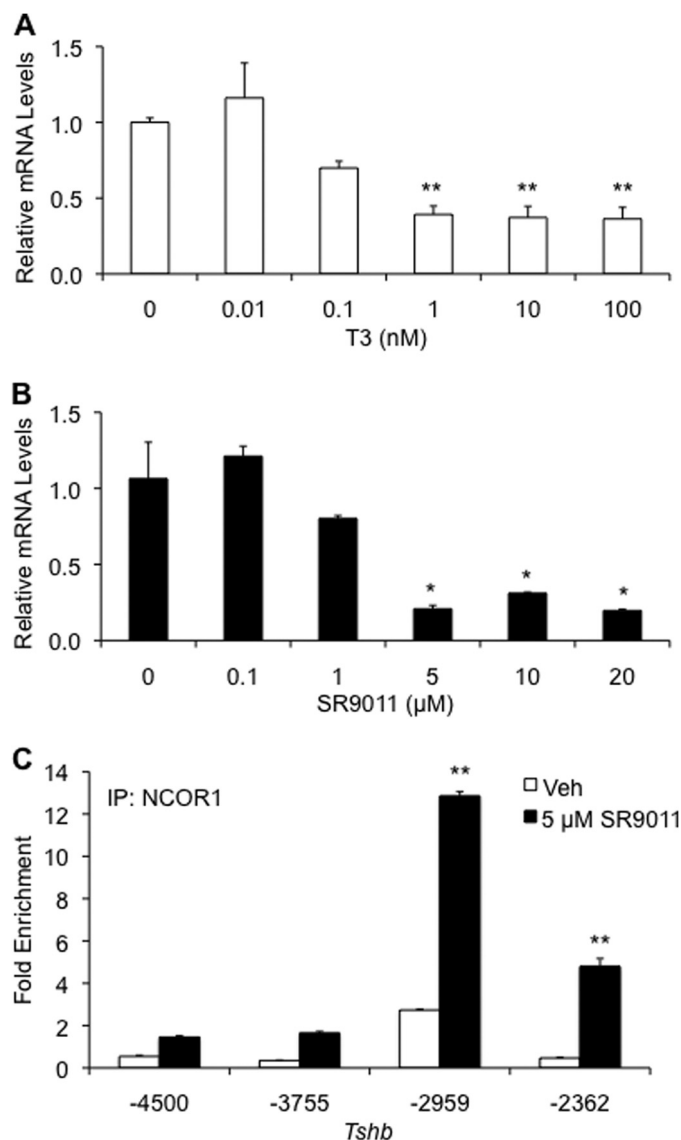 A
Relative mRNA Levels
1.5
1.0
0.5
0.0
** ** **
0 0.01 0.1 1 10 100
T3 (nM)
B
Relative mRNA Levels
1.5
1.0
0.5
0.0
* * *
0 0.1 1 5 10 20
SR9011 (µM)
C
Fold Enrichment
14
12
10
8
6
4
2
0
IP: NCOR1
**
**
Veh
5 µM SR9011
-4500 -3755 -2959 -2362
Tshb